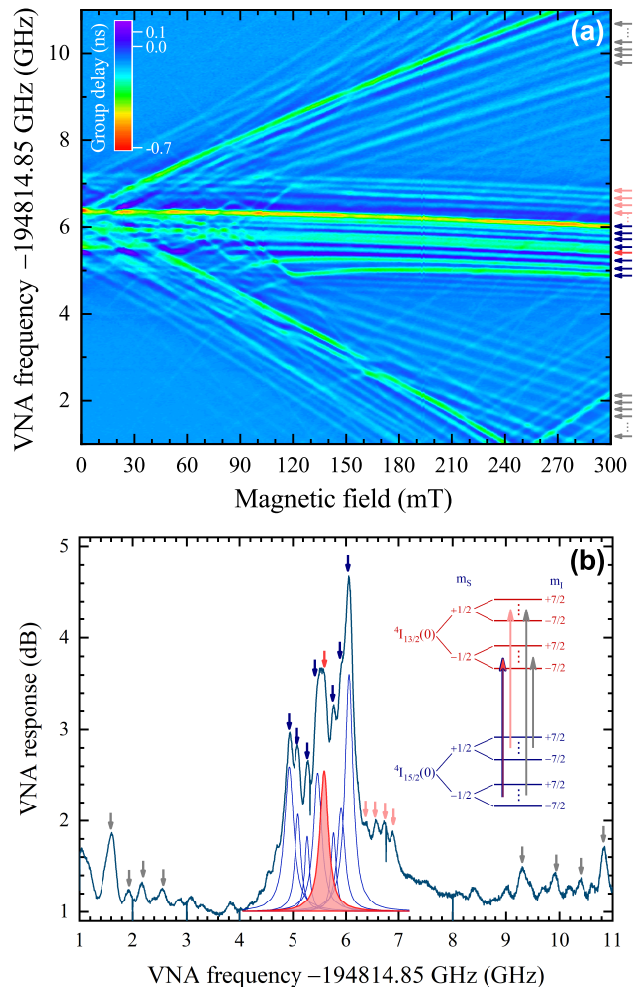 (a)
Group delay (ns)
0.1
0.0
-0.7
10
8
6
4
2
VNA frequency −194814.85 GHz (GHz)
0 30 60 90 120 150 180 210 240 270 300
Magnetic field (mT)
(b)
5
4
3
2
1
VNA response (dB)
m_S
m_I
+7/2
+1/2
−7/2
⁴I₁₃/₂(0)
+7/2
−1/2
−7/2
+7/2
+1/2
−7/2
⁴I₁₅/₂(0)
+7/2
−1/2
−7/2
1 2 3 4 5 6 7 8 9 10 11
VNA frequency −194814.85 GHz (GHz)